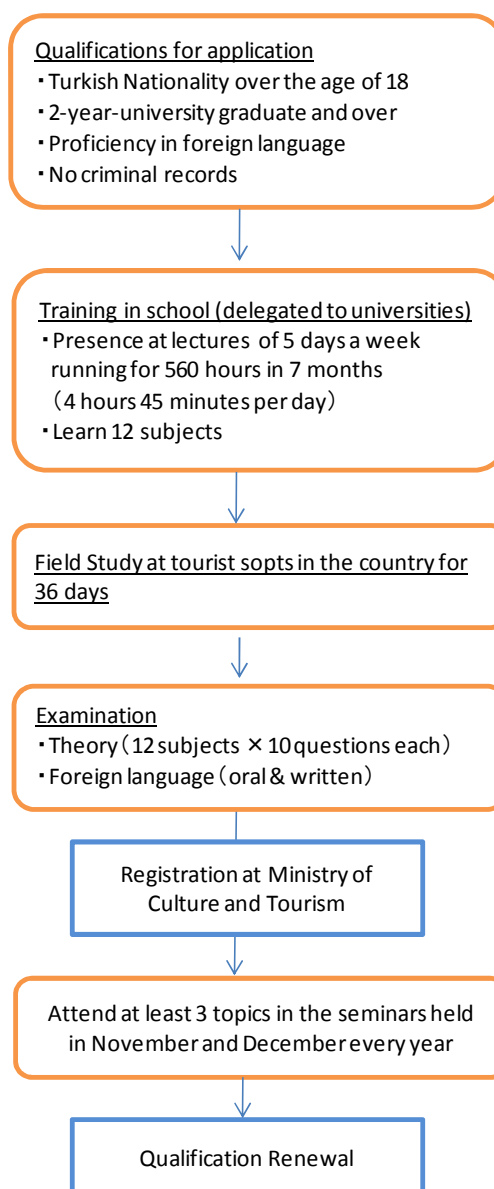 Qualifications for application
・Turkish Nationality over the age of 18
・2-year-university graduate and over
・Proficiency in foreign language
・No criminal records
Training in school (delegated to universities)
・Presence at lectures of 5 days a week
running for 560 hours in 7 months
（4 hours 45 minutes per day）
・Learn 12 subjects
Field Study at tourist sopts in the country for
36 days
Examination
・Theory（12 subjects × 10 questions each）
・Foreign language（oral & written）
Registration at Ministry of
Culture and Tourism
Attend at least 3 topics in the seminars held
in November and December every year
Qualification Renewal